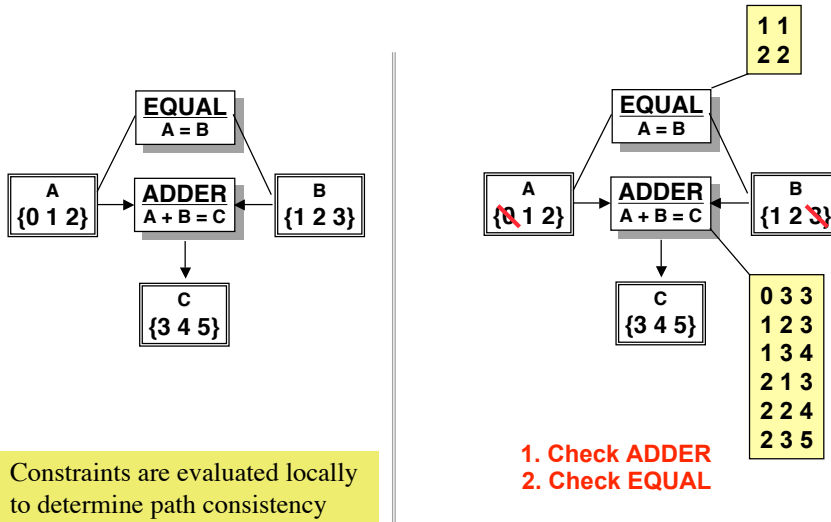 EQUAL
A = B
A
{0 1 2}
ADDER
A + B = C
B
{1 2 3}
C
{3 4 5}
Constraints are evaluated locally
to determine path consistency
1 1
2 2
EQUAL
A = B
A
{0 1 2}
ADDER
A + B = C
B
{1 2 3}
C
{3 4 5}
0 3 3
1 2 3
1 3 4
2 1 3
2 2 4
2 3 5
1. Check ADDER
2. Check EQUAL